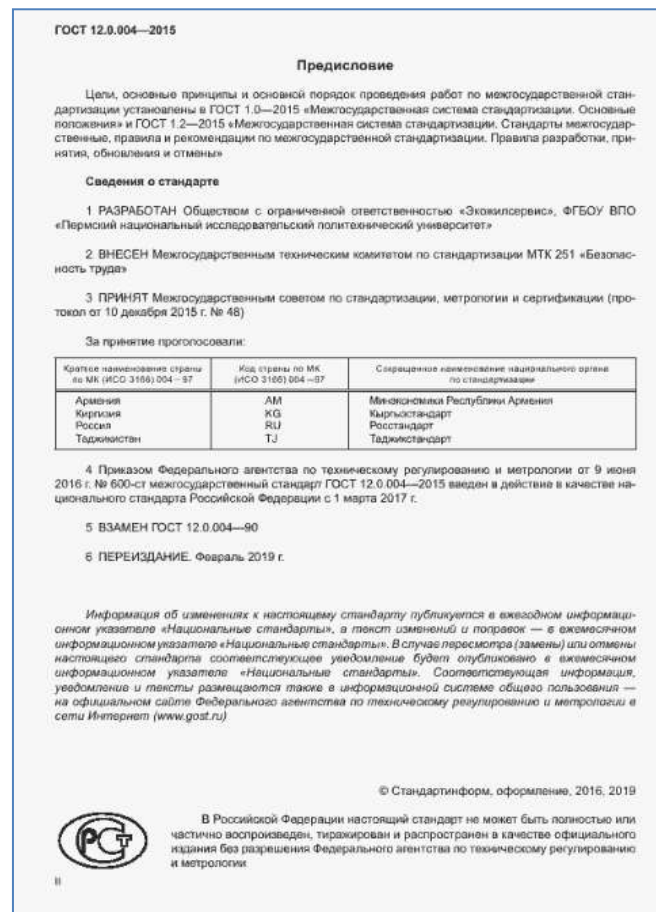 ГОСТ 12.0.004—2015
Предисловие
Цели, основные принципы и основной порядок проведения работ по межгосударственной стан-
дартизации установлены в ГОСТ 1.0—2015 «Межгосударственная система стандартизации. Основные
положения» и ГОСТ 1.2—2015 «Межгосударственная система стандартизации. Стандарты межгосудар-
ственные, правила и рекомендации по межгосударственной стандартизации. Правила разработки, при-
нятия, обновления и отмены»
Сведения о стандарте
1 РАЗРАБОТАН Обществом с ограниченной ответственностью «Экожилсервис», ФГБОУ ВПО
«Пермский национальный исследовательский политехнический университет»
2 ВНЕСЕН Межгосударственным техническим комитетом по стандартизации МТК 251 «Безопас-
ность труда»
3 ПРИНЯТ Межгосударственным советом по стандартизации, метрологии и сертификации (про-
токол от 10 декабря 2015 г. № 48)
За принятие проголосовали:
Краткое наименование страны по МК (ИСО 3166) 004—97
Код страны по МК (ИСО 3166) 004—97
Сокращенное наименование национального органа по стандартизации
Армения AM Минэкономики Республики Армения
Киргизия KG Кыргызстандарт
Россия RU Росстандарт
Таджикистан TJ Таджикстандарт
4 Приказом Федерального агентства по техническому регулированию и метрологии от 9 июня
2016 г. № 600-ст межгосударственный стандарт ГОСТ 12.0.004—2015 введен в действие в качестве на-
ционального стандарта Российской Федерации с 1 марта 2017 г.
5 ВЗАМЕН ГОСТ 12.0.004—90
6 ПЕРЕИЗДАНИЕ. Февраль 2019 г.
Информация об изменениях к настоящему стандарту публикуется в ежегодном информаци-
онном указателе «Национальные стандарты», а текст изменений и поправок — в ежемесячном
информационном указателе «Национальные стандарты». В случае пересмотра (замены) или отмены
настоящего стандарта соответствующее уведомление будет опубликовано в ежемесячном
информационном указателе «Национальные стандарты». Соответствующая информация,
уведомление и тексты размещаются также в информационной системе общего пользования —
на официальном сайте Федерального агентства по техническому регулированию и метрологии в
сети Интернет (www.gost.ru)
© Стандартинформ, оформление, 2016, 2019
В Российской Федерации настоящий стандарт не может быть полностью или
частично воспроизведен, тиражирован и распространен в качестве официального
издания без разрешения Федерального агентства по техническому регулированию
и метрологии
II